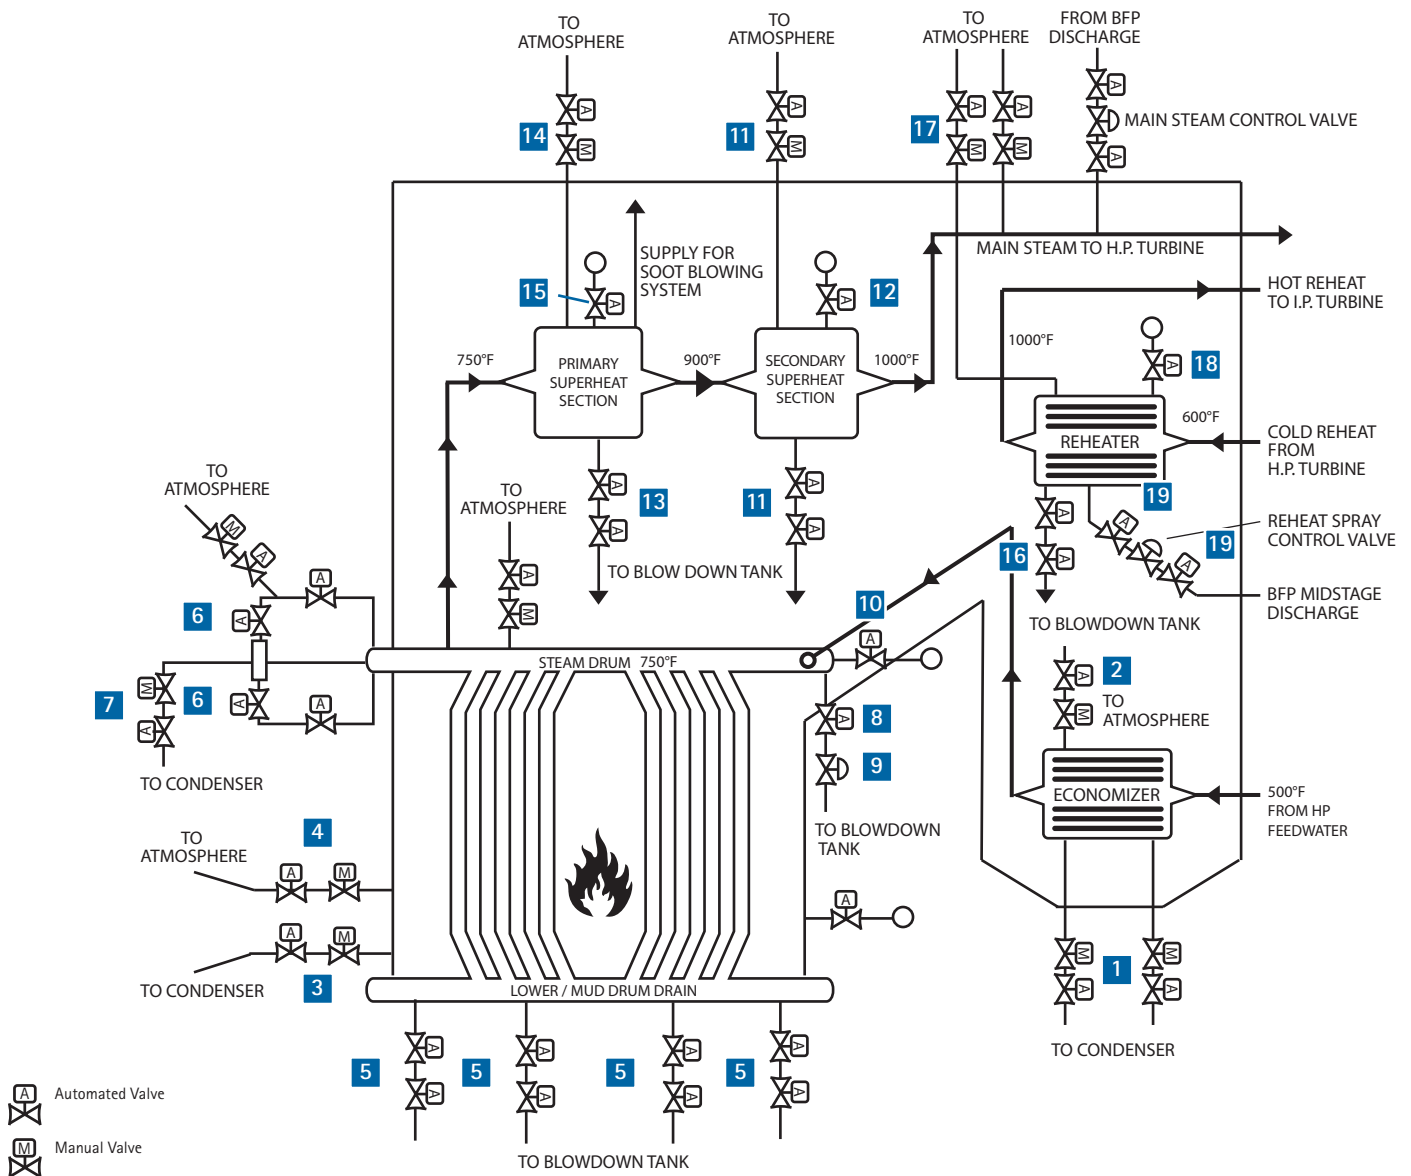 TO
ATMOSPHERE
TO
ATMOSPHERE
TO
ATMOSPHERE
FROM BFP
DISCHARGE
A
A
A
A
A
14
M
11
M
17
M
M
MAIN STEAM CONTROL VALVE
A
SUPPLY FOR
SOOT BLOWING
SYSTEM
MAIN STEAM TO H.P. TURBINE
15
A
A
12
HOT REHEAT
TO I.P. TURBINE
750°F
PRIMARY
SUPERHEAT
SECTION
900°F
SECONDARY
SUPERHEAT
SECTION
1000°F
1000°F
A
18
600°F
REHEATER
COLD REHEAT
FROM
H.P. TURBINE
TO
ATMOSPHERE
TO
ATMOSPHERE
A
13
A
11
A
A
19
A
A
REHEAT SPRAY
CONTROL VALVE
19
M
A
A
M
16
A
A
TO BLOW DOWN TANK
BFP MIDSTAGE
DISCHARGE
TO BLOWDOWN TANK
6
A
A
10
A
STEAM DRUM 750°F
2
A
M
TO
ATMOSPHERE
7
M
6
A
A
A
8
A
9
TO CONDENSER
ECONOMIZER
500°F
FROM HP
FEEDWATER
TO BLOWDOWN
TANK
TO
ATMOSPHERE
4
A
M
A
A
M
3
TO CONDENSER
M
M
1
A
A
LOWER / MUD DRUM DRAIN
TO CONDENSER
A
A
A
A
5
5
5
5
A
A
A
A
TO BLOWDOWN TANK
A
Automated Valve
M
Manual Valve